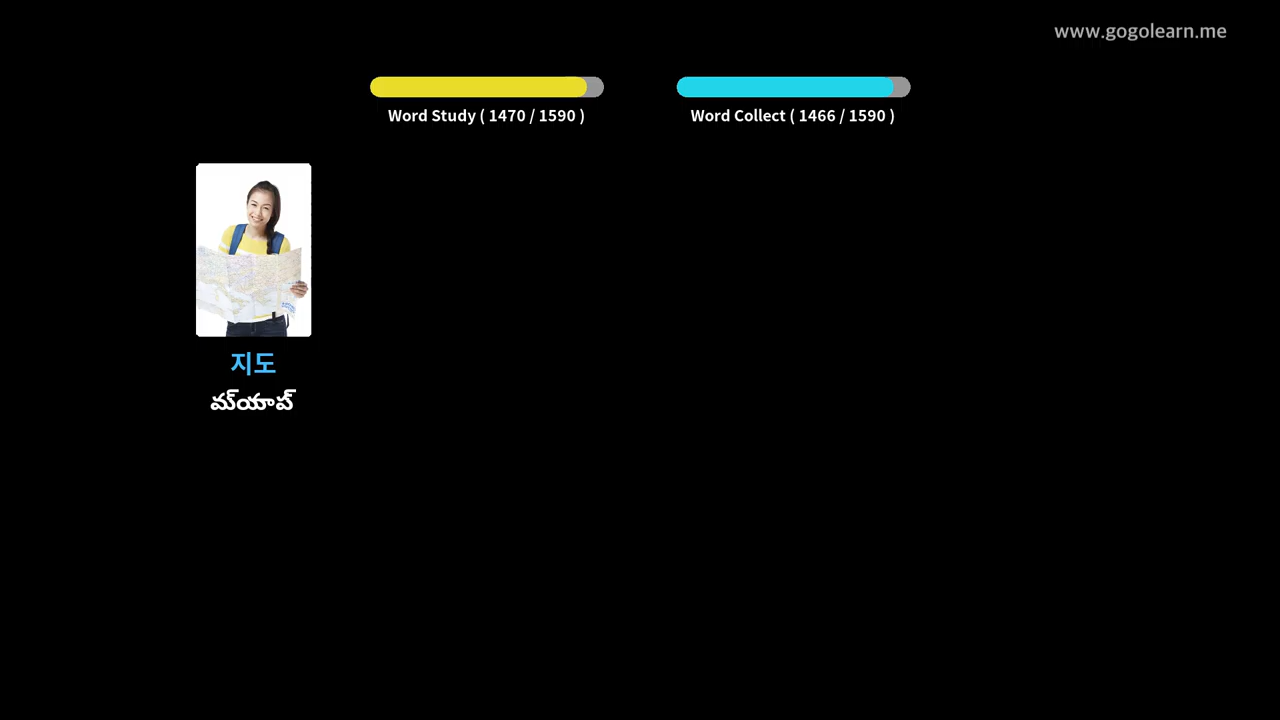 www.gogolearn.me
Word Study ( 1470 / 1590 )
Word Collect ( 1466 / 1590 )
지도
మ్యాప్